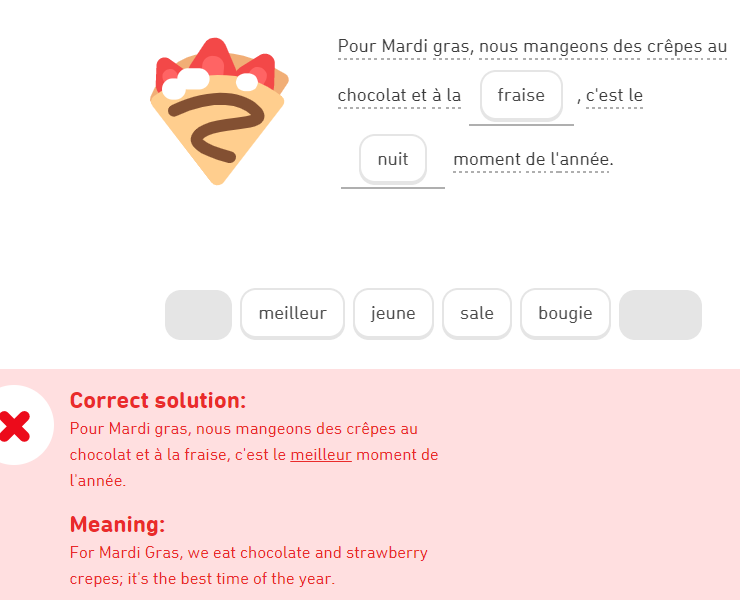 Pour Mardi gras, nous mangeons des crêpes au
chocolat et à la fraise , c'est le
nuit moment de l'année.
meilleur jeune sale bougie
Correct solution:
Pour Mardi gras, nous mangeons des crêpes au
chocolat et à la fraise, c'est le meilleur moment de
l'année.
Meaning:
For Mardi Gras, we eat chocolate and strawberry
crepes; it's the best time of the year.